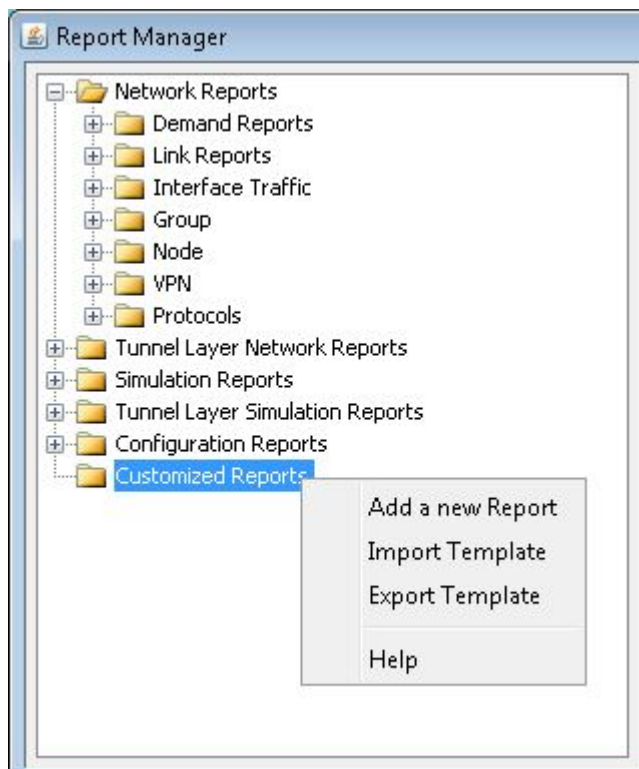 Report Manager
Network Reports
Demand Reports
Link Reports
Interface Traffic
Group
Node
VPN
Protocols
Tunnel Layer Network Reports
Simulation Reports
Tunnel Layer Simulation Reports
Configuration Reports
Customized Reports
Add a new Report
Import Template
Export Template
Help